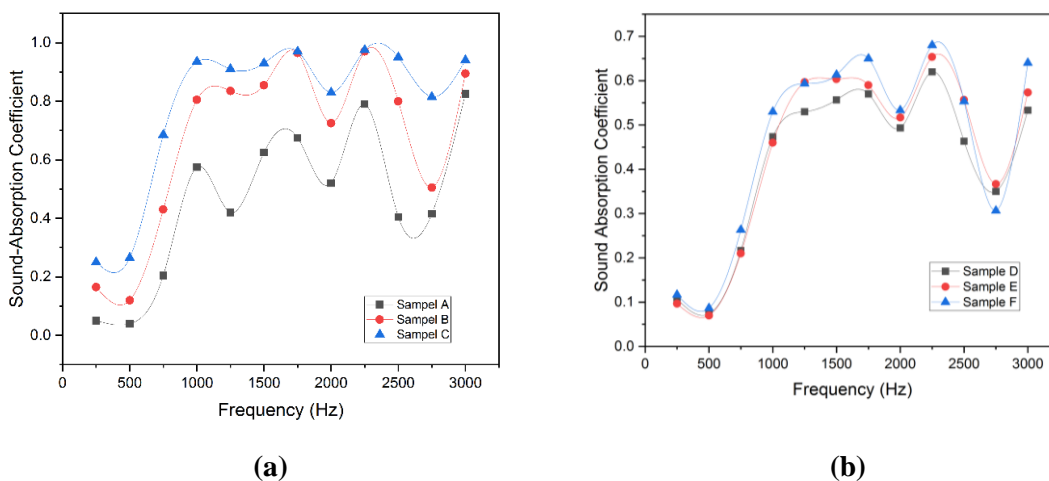 Sound-Absorption Coefficient
1.0
0.8
0.6
0.4
0.2
0.0
Sampel A
Sampel B
Sampel C
0
500
1000
1500
2000
2500
3000
Frequency (Hz)
(a)
Sound Absorption Coefficient
0.7
0.6
0.5
0.4
0.3
0.2
0.1
0.0
Sample D
Sample E
Sample F
0
500
1000
1500
2000
2500
3000
Frequency (Hz)
(b)